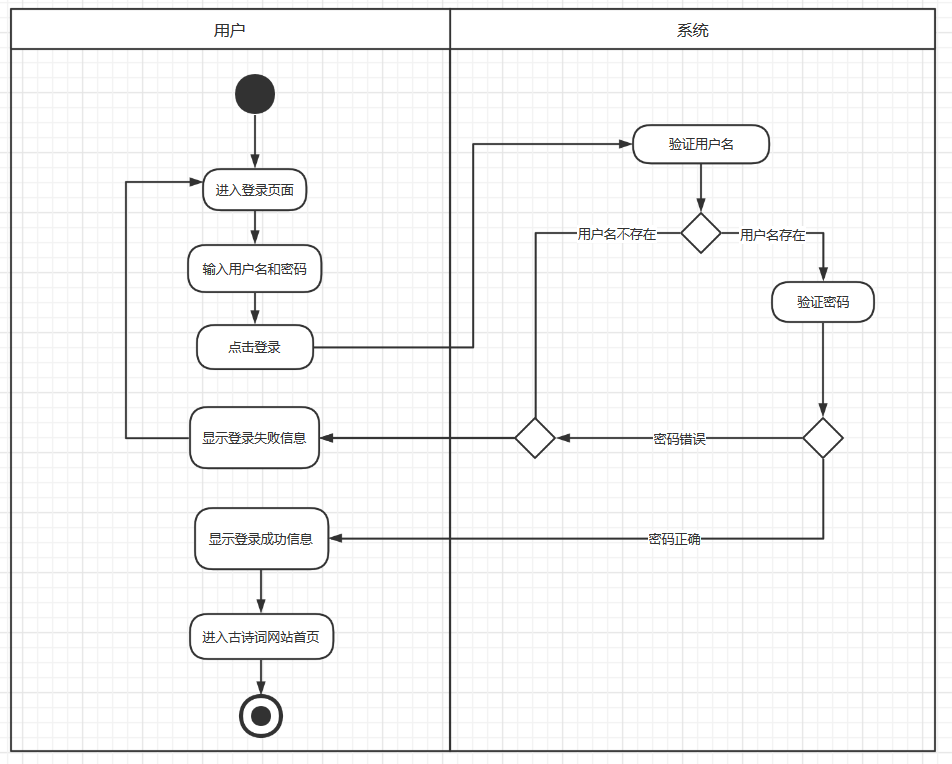 用户
系统
验证用户名
进入登录页面
用户名不存在
用户名存在
输入用户名和密码
验证密码
点击登录
显示登录失败信息
密码错误
显示登录成功信息
密码正确
进入古诗词网站首页